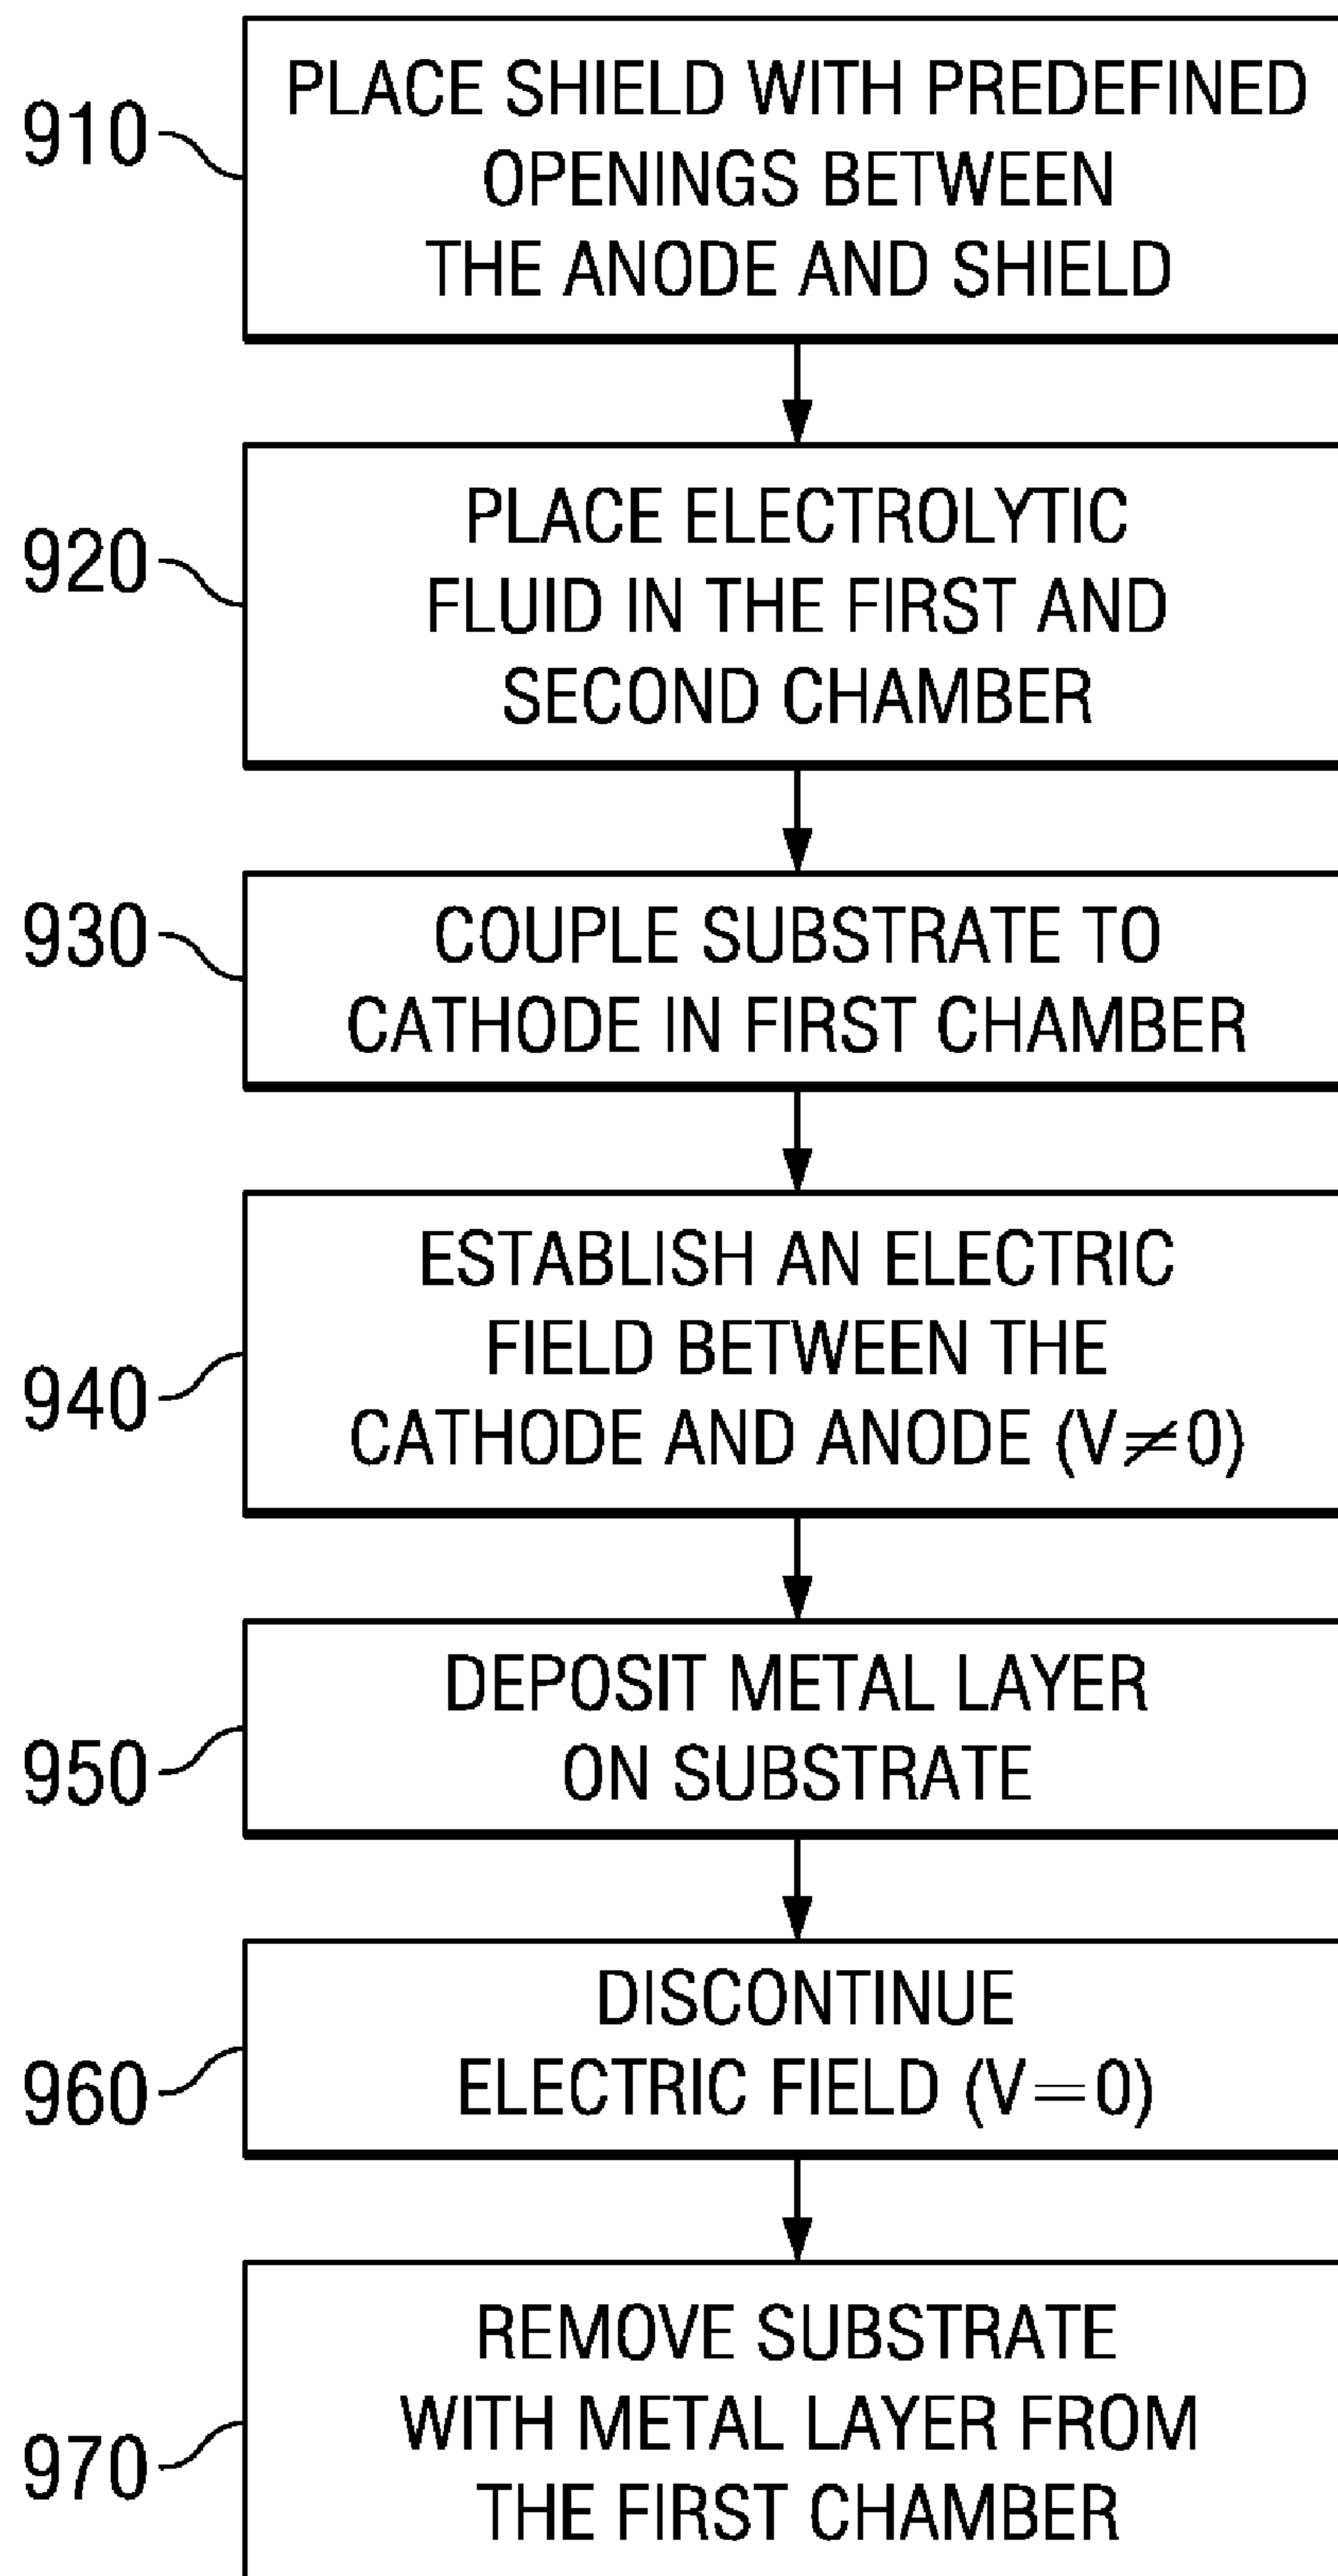 910
PLACE SHIELD WITH PREDEFINED
OPENINGS BETWEEN
THE ANODE AND SHIELD
920
PLACE ELECTROLYTIC
FLUID IN THE FIRST AND
SECOND CHAMBER
930
COUPLE SUBSTRATE TO
CATHODE IN FIRST CHAMBER
940
ESTABLISH AN ELECTRIC
FIELD BETWEEN THE
CATHODE AND ANODE (V≠0)
950
DEPOSIT METAL LAYER
ON SUBSTRATE
960
DISCONTINUE
ELECTRIC FIELD (V=0)
970
REMOVE SUBSTRATE
WITH METAL LAYER FROM
THE FIRST CHAMBER